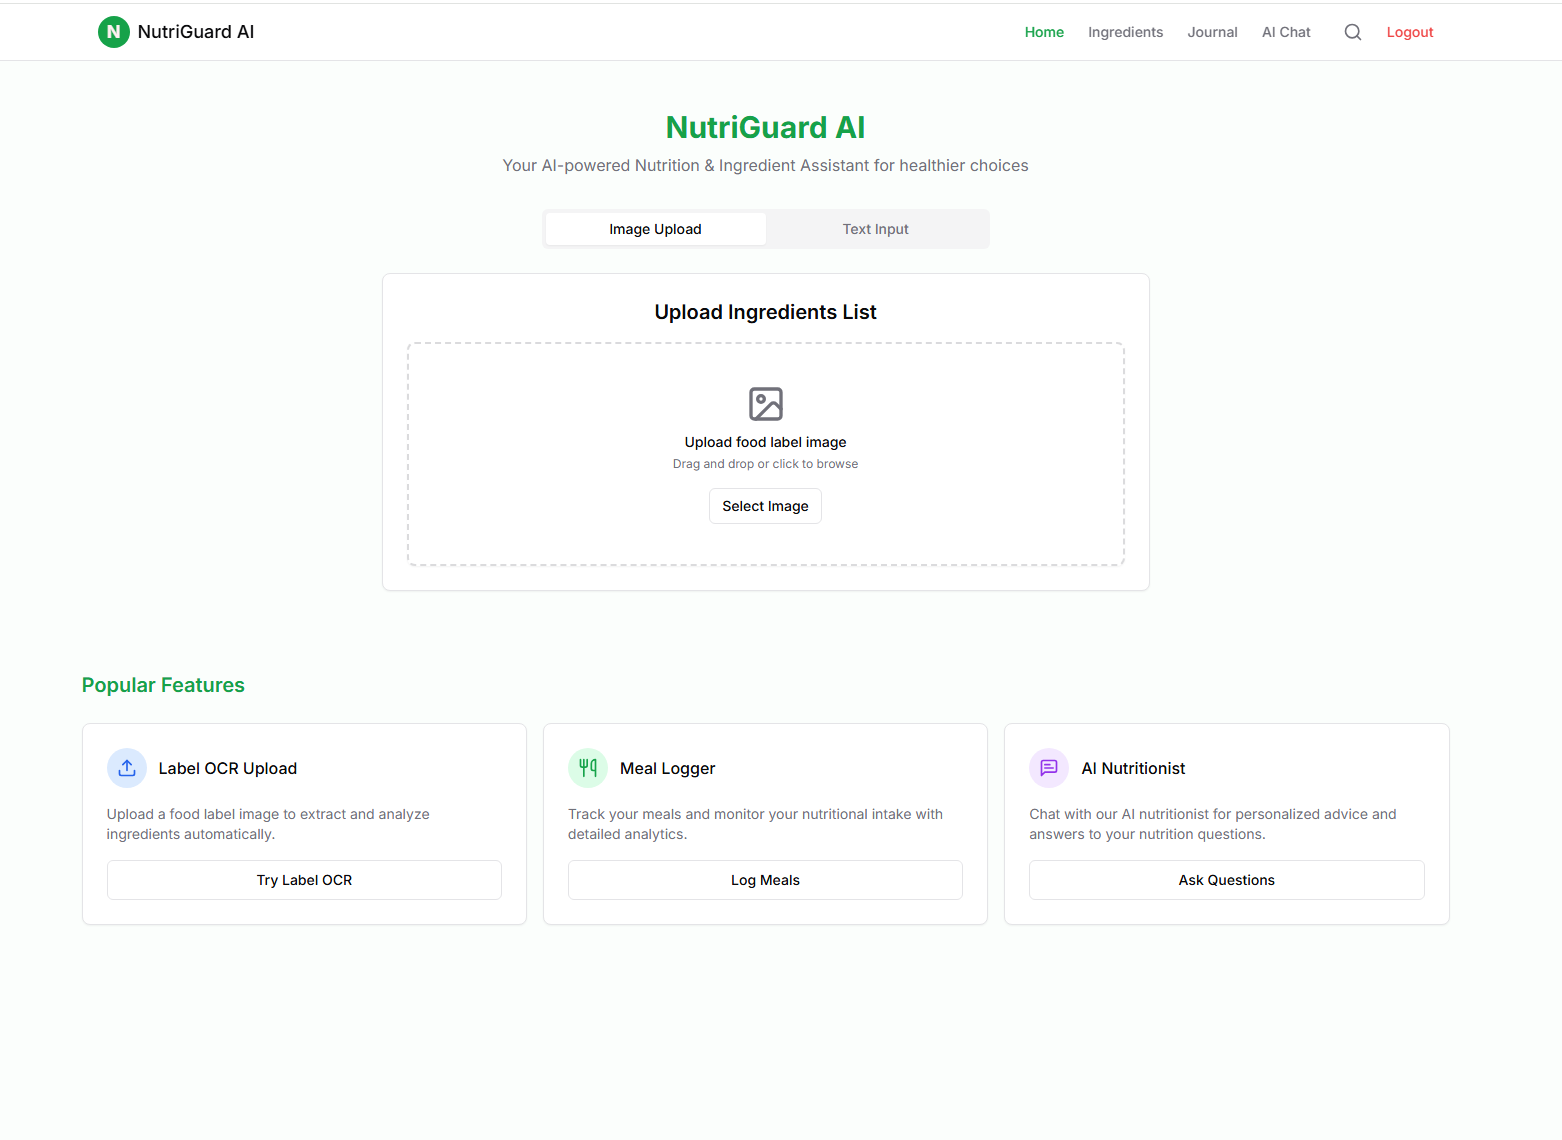 N NutriGuard AI
Home Ingredients Journal AI Chat Logout
NutriGuard AI
Your AI-powered Nutrition & Ingredient Assistant for healthier choices
Image Upload Text Input
Upload Ingredients List
Upload food label image
Drag and drop or click to browse
Select Image
Popular Features
Label OCR Upload
Upload a food label image to extract and analyze
ingredients automatically.
Try Label OCR
Meal Logger
Track your meals and monitor your nutritional intake with
detailed analytics.
Log Meals
AI Nutritionist
Chat with our AI nutritionist for personalized advice and
answers to your nutrition questions.
Ask Questions